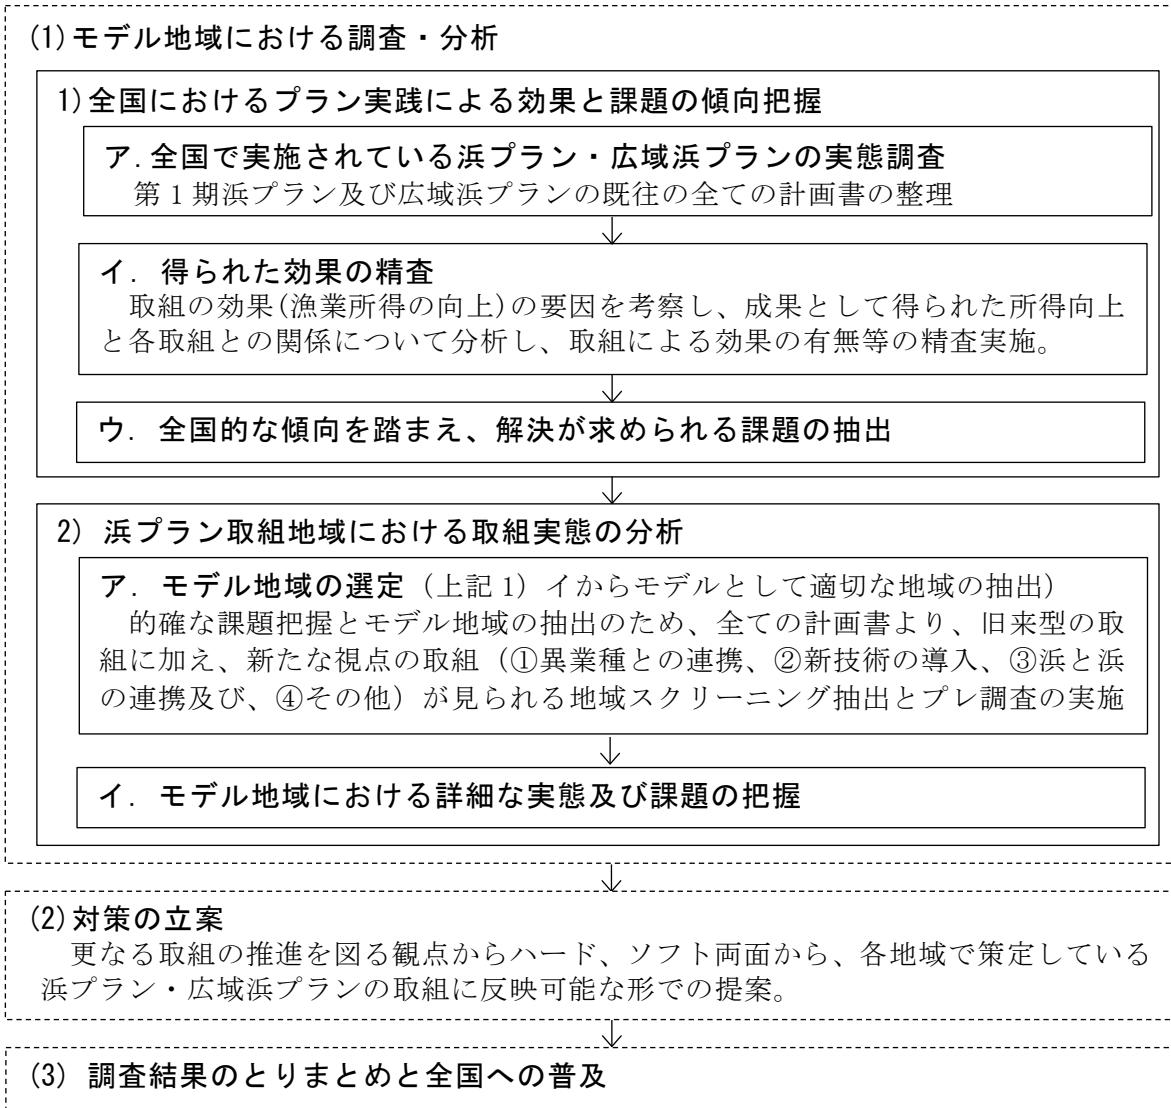 (1)モデル地域における調査・分析
1)全国におけるプラン実践による効果と課題の傾向把握
ア.全国で実施されている浜プラン・広域浜プランの実態調査
第1期浜プラン及び広域浜プランの既往の全ての計画書の整理
イ. 得られた効果の精査
取組の効果(漁業所得の向上)の要因を考察し、成果として得られた所得向上
と各取組との関係について分析し、取組による効果の有無等の精査実施。
ウ. 全国的な傾向を踏まえ、解決が求められる課題の抽出
2) 浜プラン取組地域における取組実態の分析
ア. モデル地域の選定(上記1)イからモデルとして適切な地域の抽出)
的確な課題把握とモデル地域の抽出のため、全ての計画書より、旧来型の取
組に加え、新たな視点の取組(①異業種との連携、②新技術の導入、③浜と浜
の連携及び、④その他)が見られる地域スクリーニング抽出とプレ調査の実施
イ. モデル地域における詳細な実態及び課題の把握
(2)対策の立案
更なる取組の推進を図る観点からハード、ソフト両面から、各地域で策定している
浜プラン・広域浜プランの取組に反映可能な形での提案。
(3) 調査結果のとりまとめと全国への普及